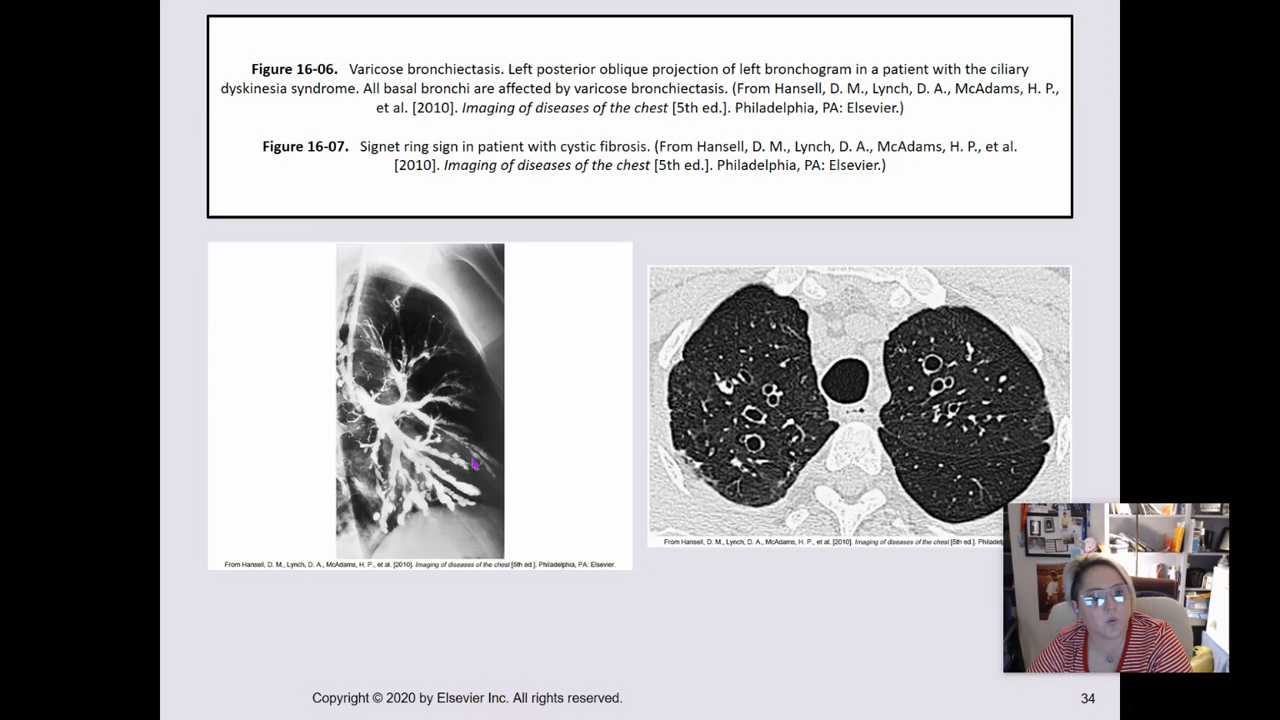 Figure 16-06. Varicose bronchiectasis. Left posterior oblique projection of left bronchogram in a patient with the ciliary
dyskinesia syndrome. All basal bronchi are affected by varicose bronchiectasis. (From Hansell, D. M., Lynch, D. A., McAdams, H. P.,
et al. [2010]. Imaging of diseases of the chest [5th ed.]. Philadelphia, PA: Elsevier.)
Figure 16-07. Signet ring sign in patient with cystic fibrosis. (From Hansell, D. M., Lynch, D. A., McAdams, H. P., et al.
[2010]. Imaging of diseases of the chest [5th ed.]. Philadelphia, PA: Elsevier.)
From Hansell, D. M., Lynch, D. A., McAdams, H. P., et al. [2010]. Imaging of diseases of the chest [5th ed.]. Philadelphia, PA: Elsevier.
From Hansell, D. M., Lynch, D. A., McAdams, H. P., et al. [2010]. Imaging of diseases of the chest [5th ed.].
Copyright © 2020 by Elsevier Inc. All rights reserved.
34